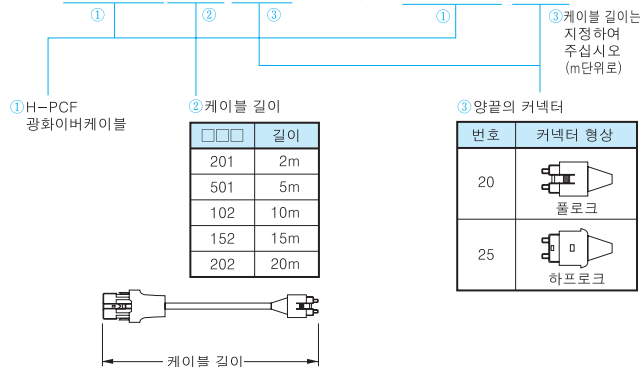 ① ② ③ ① ③케이블 길이는
지정하여
주십시오
(m단위로)
①H-PCF
광화이버케이블
②케이블 길이
□□□ 길이
201 2m
501 5m
102 10m
152 15m
202 20m
③양끝의 커넥터
번호 커넥터 형상
20 풀로크
25 하프로크
케이블 길이